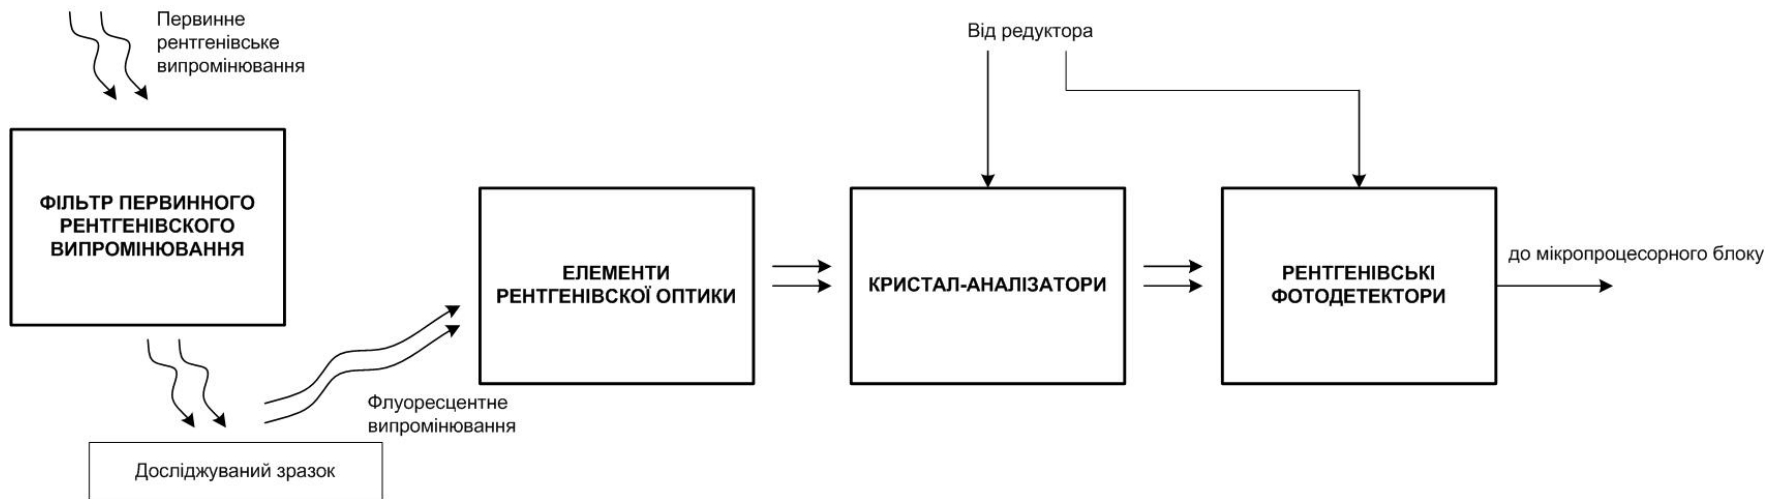 Первинне
рентгенівське
випромінювання
Від редуктора
ФІЛЬТР ПЕРВИННОГО
РЕНТГЕНІВСКОГО
ВИПРОМІНЮВАННЯ
ЕЛЕМЕНТИ
РЕНТГЕНІВСКОЇ ОПТИКИ
КРИСТАЛ-АНАЛІЗАТОРИ
РЕНТГЕНІВСЬКІ
ФОТОДЕТЕКТОРИ
до мікропроцесорного блоку
Флуоресцентне
випромінювання
Досліджуваний зразок